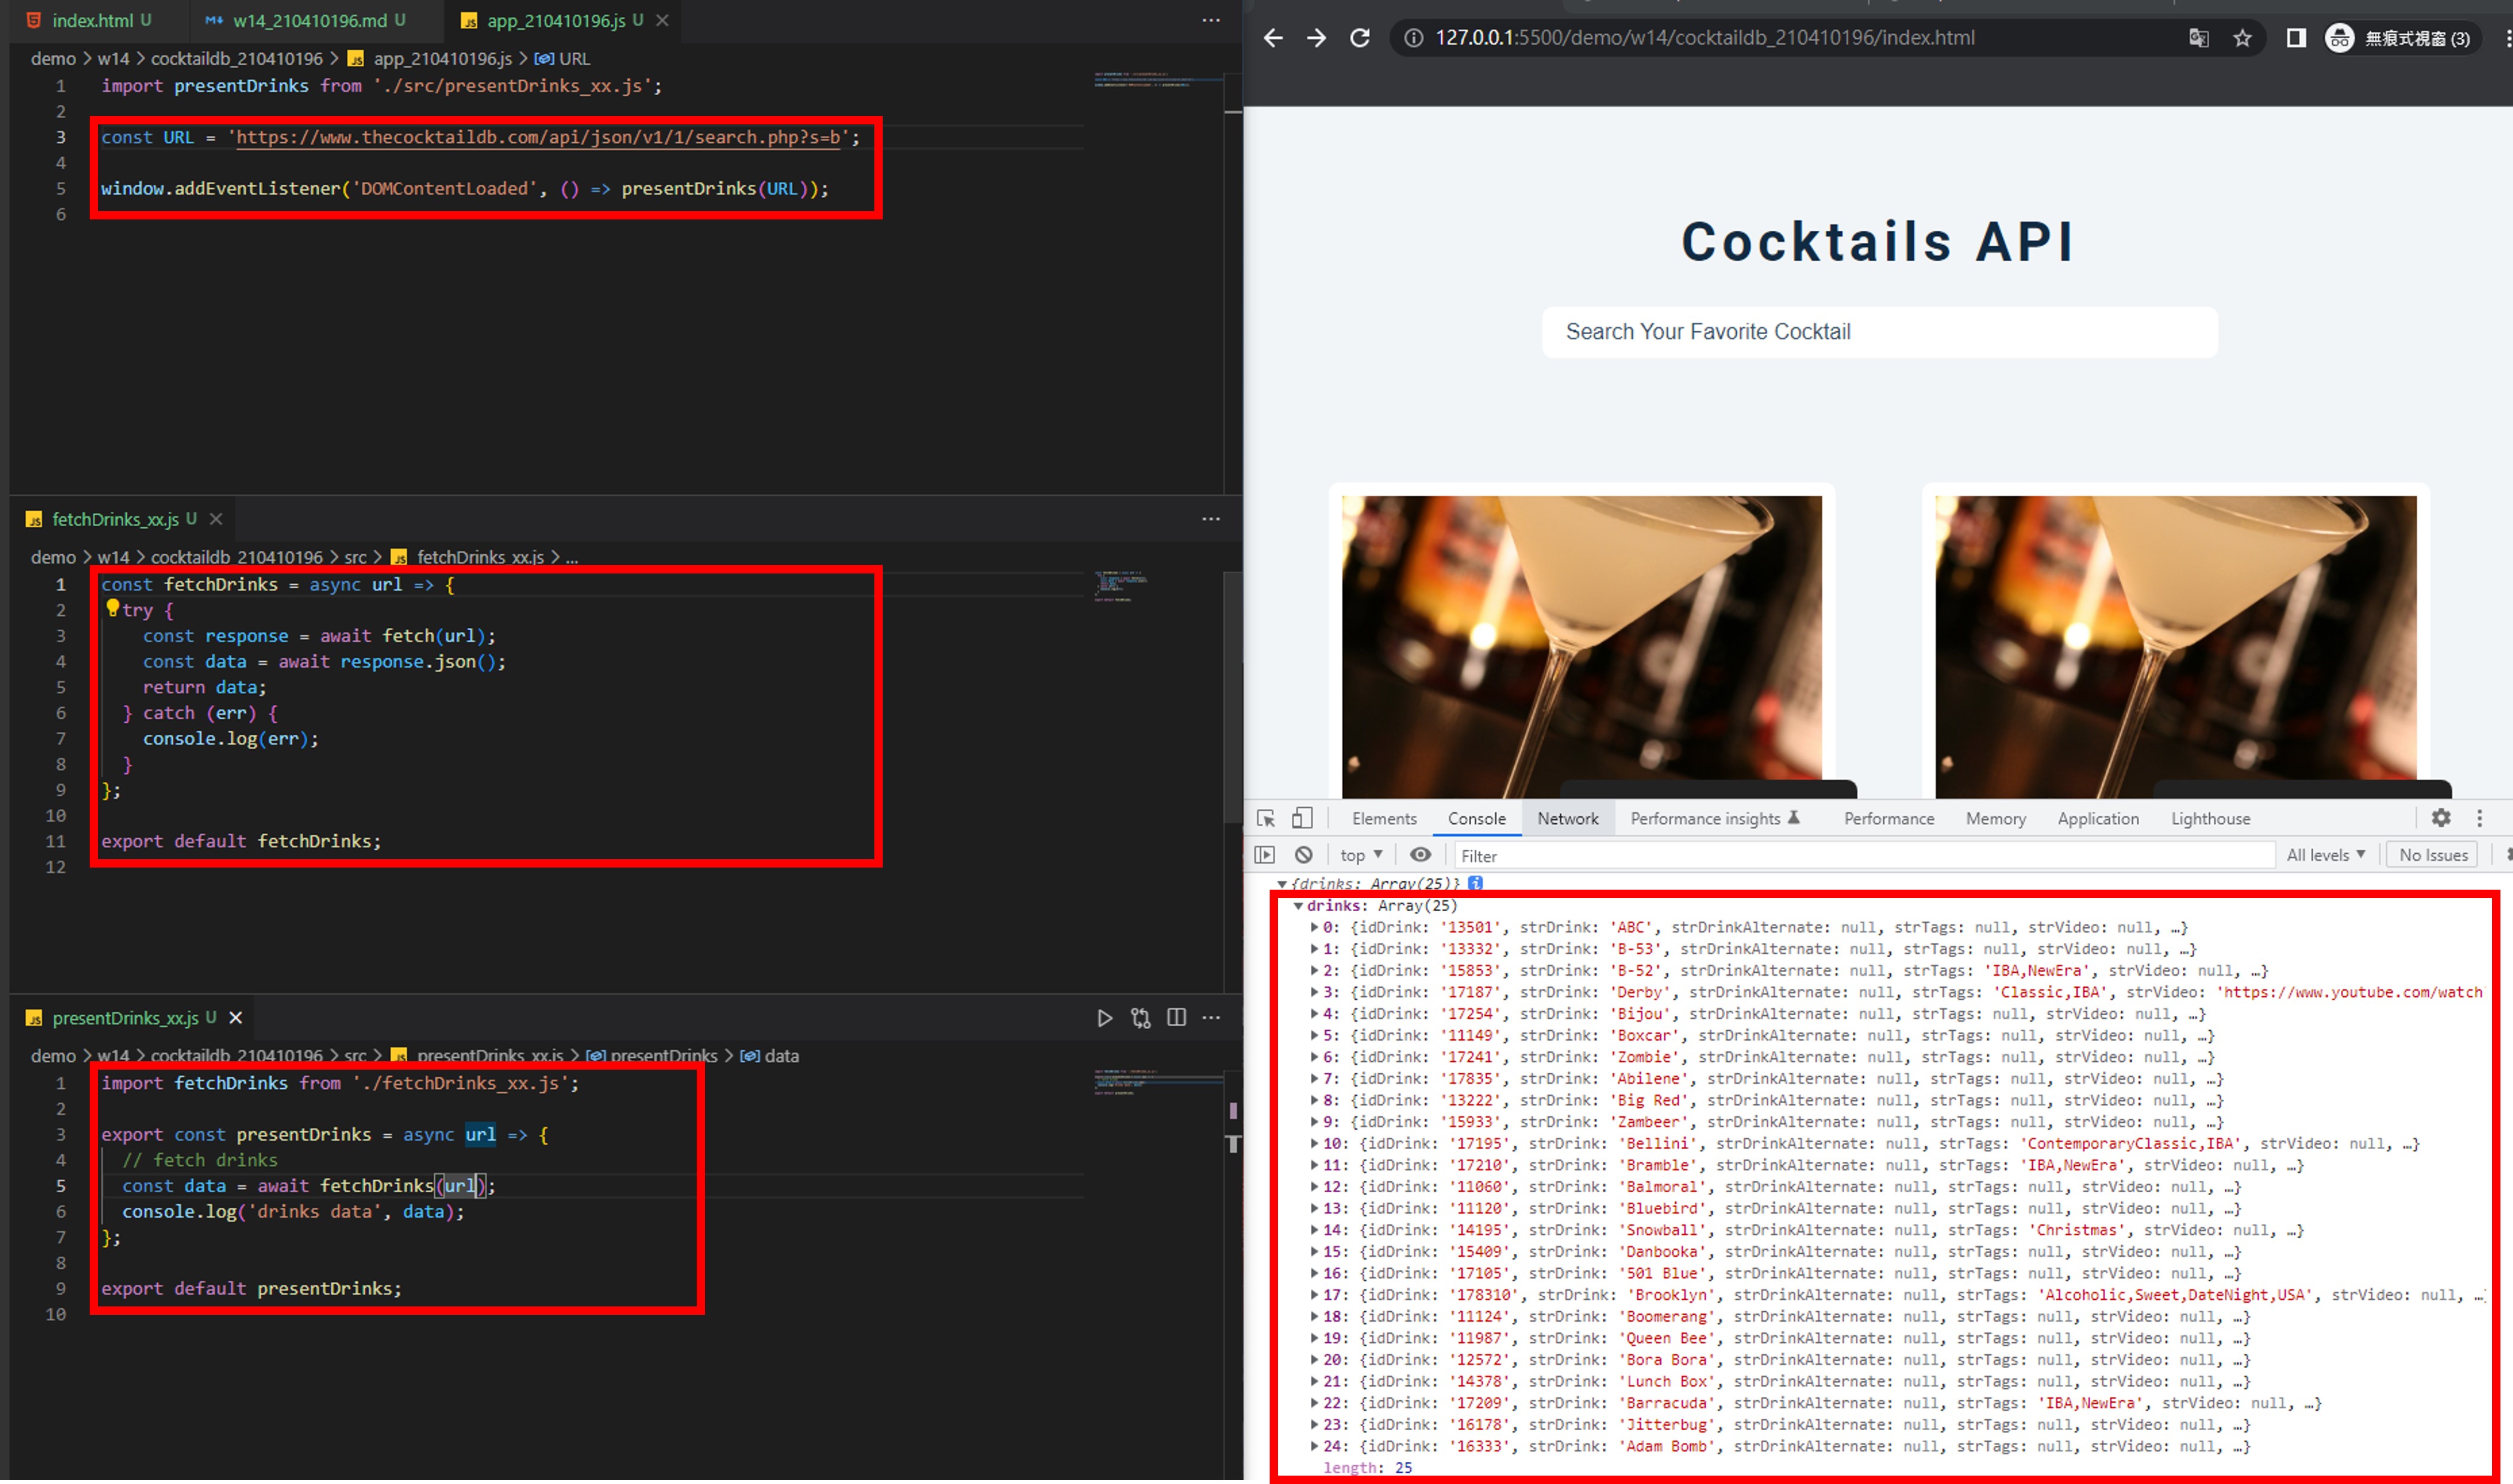 index.html U
w14_210410196.md U
app_210410196.js U
demo > w14 > cocktaildb_210410196 > JS app_210410196.js > URL
1 import presentDrinks from './src/presentDrinks_xx.js';
2
3 const URL = 'https://www.thecocktaildb.com/api/json/v1/1/search.php?s=b';
4
5 window.addEventListener('DOMContentLoaded', () => presentDrinks(URL));
6
JS fetchDrinks_xx.js U
demo > w14 > cocktaildb_210410196 > src > JS fetchDrinks_xx.js > ...
1 const fetchDrinks = async url => {
2 try {
3 const response = await fetch(url);
4 const data = await response.json();
5 return data;
6 } catch (err) {
7 console.log(err);
8 }
9 };
10
11 export default fetchDrinks;
12
JS presentDrinks_xx.js U
demo > w14 > cocktaildb_210410196 > src > JS presentDrinks_xx.js > presentDrinks > data
1 import fetchDrinks from './fetchDrinks_xx.js';
2
3 export const presentDrinks = async url => {
4 // fetch drinks
5 const data = await fetchDrinks(url);
6 console.log('drinks data', data);
7 };
8
9 export default presentDrinks;
10
127.0.0.1:5500/demo/w14/cocktaildb_210410196/index.html
無痕式視窗 (3)
Cocktails API
Search Your Favorite Cocktail
Elements Console Network Performance insights Performance Memory Application Lighthouse
top Filter All levels No Issues
{drinks: Array(25)}
drinks: Array(25)
0: {idDrink: '13501', strDrink: 'ABC', strDrinkAlternate: null, strTags: null, strVideo: null, …}
1: {idDrink: '13332', strDrink: 'B-53', strDrinkAlternate: null, strTags: null, strVideo: null, …}
2: {idDrink: '15853', strDrink: 'B-52', strDrinkAlternate: null, strTags: 'IBA,NewEra', strVideo: null, …}
3: {idDrink: '17187', strDrink: 'Derby', strDrinkAlternate: null, strTags: 'Classic,IBA', strVideo: 'https://www.youtube.com/watch
4: {idDrink: '17254', strDrink: 'Bijou', strDrinkAlternate: null, strTags: null, strVideo: null, …}
5: {idDrink: '11149', strDrink: 'Boxcar', strDrinkAlternate: null, strTags: null, strVideo: null, …}
6: {idDrink: '17241', strDrink: 'Zombie', strDrinkAlternate: null, strTags: null, strVideo: null, …}
7: {idDrink: '17835', strDrink: 'Abilene', strDrinkAlternate: null, strTags: null, strVideo: null, …}
8: {idDrink: '13222', strDrink: 'Big Red', strDrinkAlternate: null, strTags: null, strVideo: null, …}
9: {idDrink: '15933', strDrink: 'Zambeer', strDrinkAlternate: null, strTags: null, strVideo: null, …}
10: {idDrink: '17195', strDrink: 'Bellini', strDrinkAlternate: null, strTags: 'ContemporaryClassic,IBA', strVideo: null, …}
11: {idDrink: '17210', strDrink: 'Bramble', strDrinkAlternate: null, strTags: 'IBA,NewEra', strVideo: null, …}
12: {idDrink: '11060', strDrink: 'Balmoral', strDrinkAlternate: null, strTags: null, strVideo: null, …}
13: {idDrink: '11120', strDrink: 'Bluebird', strDrinkAlternate: null, strTags: null, strVideo: null, …}
14: {idDrink: '14195', strDrink: 'Snowball', strDrinkAlternate: null, strTags: 'Christmas', strVideo: null, …}
15: {idDrink: '15409', strDrink: 'Danbooka', strDrinkAlternate: null, strTags: null, strVideo: null, …}
16: {idDrink: '17105', strDrink: '501 Blue', strDrinkAlternate: null, strTags: null, strVideo: null, …}
17: {idDrink: '178310', strDrink: 'Brooklyn', strDrinkAlternate: null, strTags: 'Alcoholic,Sweet,DateNight,USA', strVideo: null, …
18: {idDrink: '11124', strDrink: 'Boomerang', strDrinkAlternate: null, strTags: null, strVideo: null, …}
19: {idDrink: '11987', strDrink: 'Queen Bee', strDrinkAlternate: null, strTags: null, strVideo: null, …}
20: {idDrink: '12572', strDrink: 'Bora Bora', strDrinkAlternate: null, strTags: null, strVideo: null, …}
21: {idDrink: '14378', strDrink: 'Lunch Box', strDrinkAlternate: null, strTags: null, strVideo: null, …}
22: {idDrink: '17209', strDrink: 'Barracuda', strDrinkAlternate: null, strTags: 'IBA,NewEra', strVideo: null, …}
23: {idDrink: '16178', strDrink: 'Jitterbug', strDrinkAlternate: null, strTags: null, strVideo: null, …}
24: {idDrink: '16333', strDrink: 'Adam Bomb', strDrinkAlternate: null, strTags: null, strVideo: null, …}
length: 25